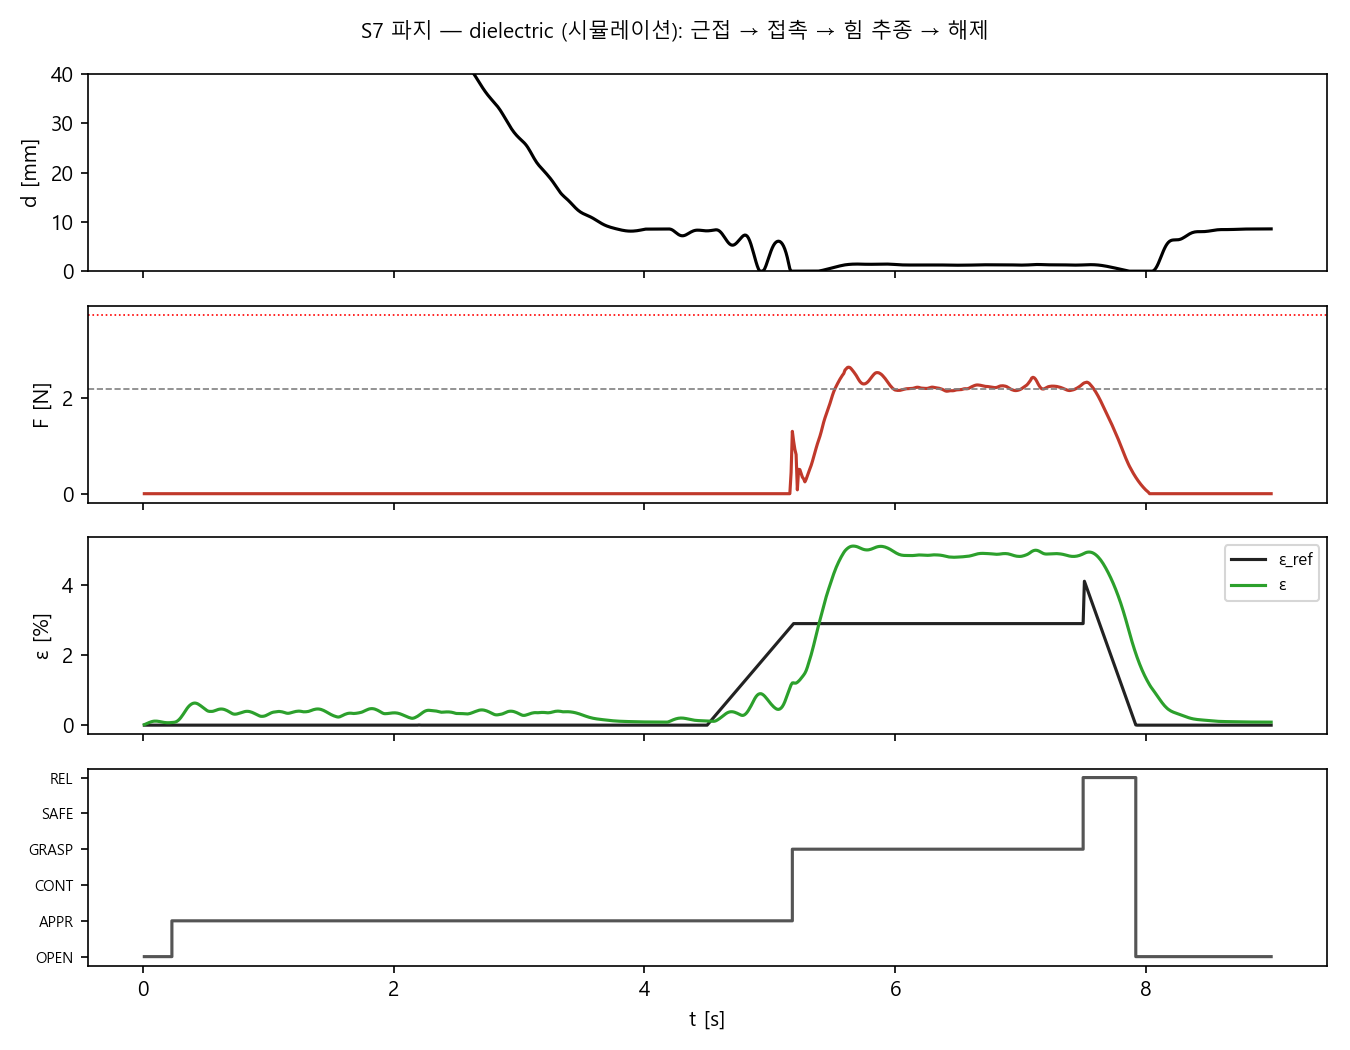 S7 파지 — dielectric (시뮬레이션): 근접 → 접촉 → 힘 추종 → 해제
40
30
20
10
0
d [mm]
2
0
F [N]
4
2
0
ε [%]
ε_ref
ε
REL
SAFE
GRASP
CONT
APPR
OPEN
0 2 4 6 8
t [s]